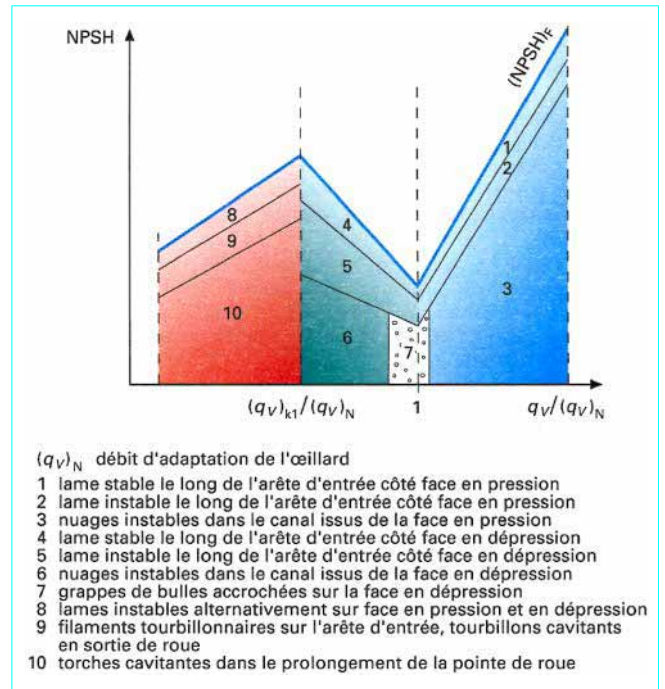 NPSH
(NPSH)F
1
2
8
4
9
5
3
10
6
7
(qV)k1/(qV)N
1
qV/(qV)N
(qV)N débit d'adaptation de l'œillard
1 lame stable le long de l'arête d'entrée côté face en pression
2 lame instable le long de l'arête d'entrée côté face en pression
3 nuages instables dans le canal issus de la face en pression
4 lame stable le long de l'arête d'entrée côté face en dépression
5 lame instable le long de l'arête d'entrée côté face en dépression
6 nuages instables dans le canal issus de la face en dépression
7 grappes de bulles accrochées sur la face en dépression
8 lames instables alternativement sur face en pression et en dépression
9 filaments tourbillonnaires sur l'arête d'entrée, tourbillons cavitants
en sortie de roue
10 torches cavitantes dans le prolongement de la pointe de roue